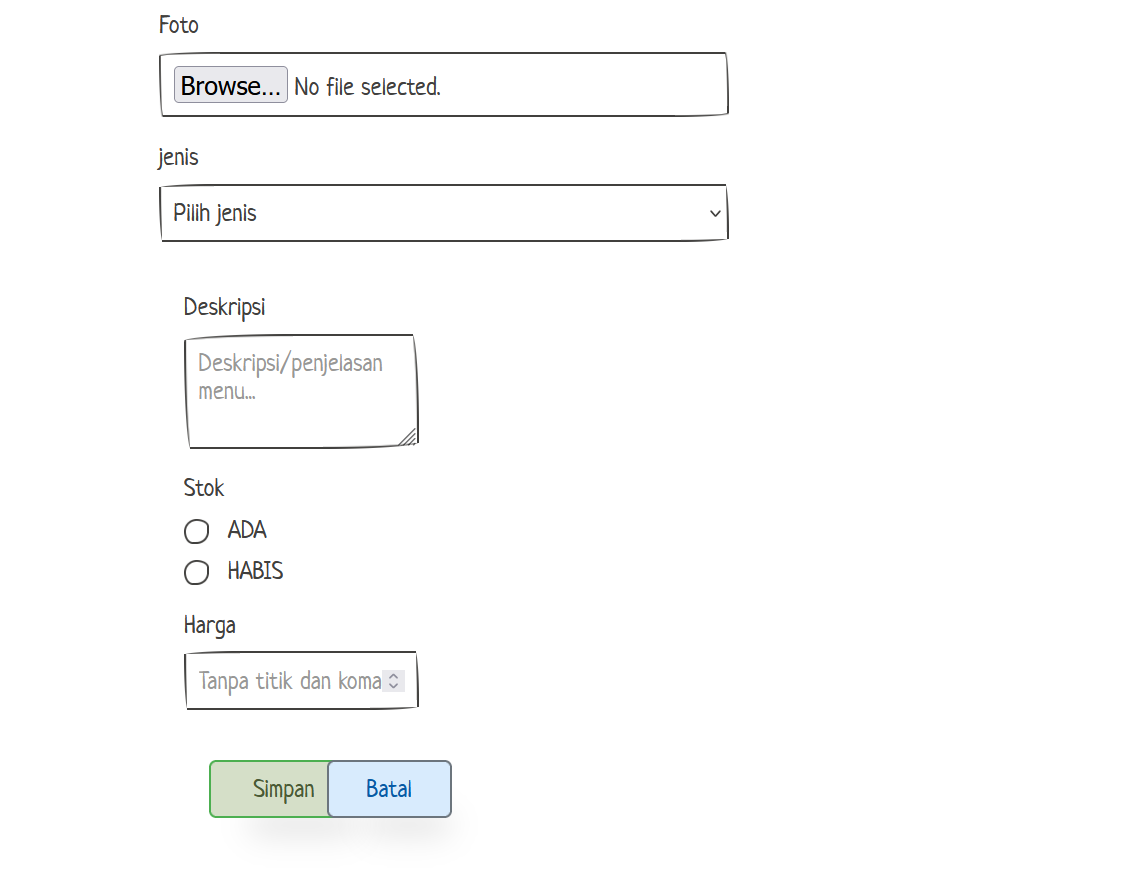 Foto
Browse... No file selected.
jenis
Pilih jenis
Deskripsi
Deskripsi/penjelasan
menu...
Stok
ADA
HABIS
Harga
Tanpa titik dan koma
Simpan Batal